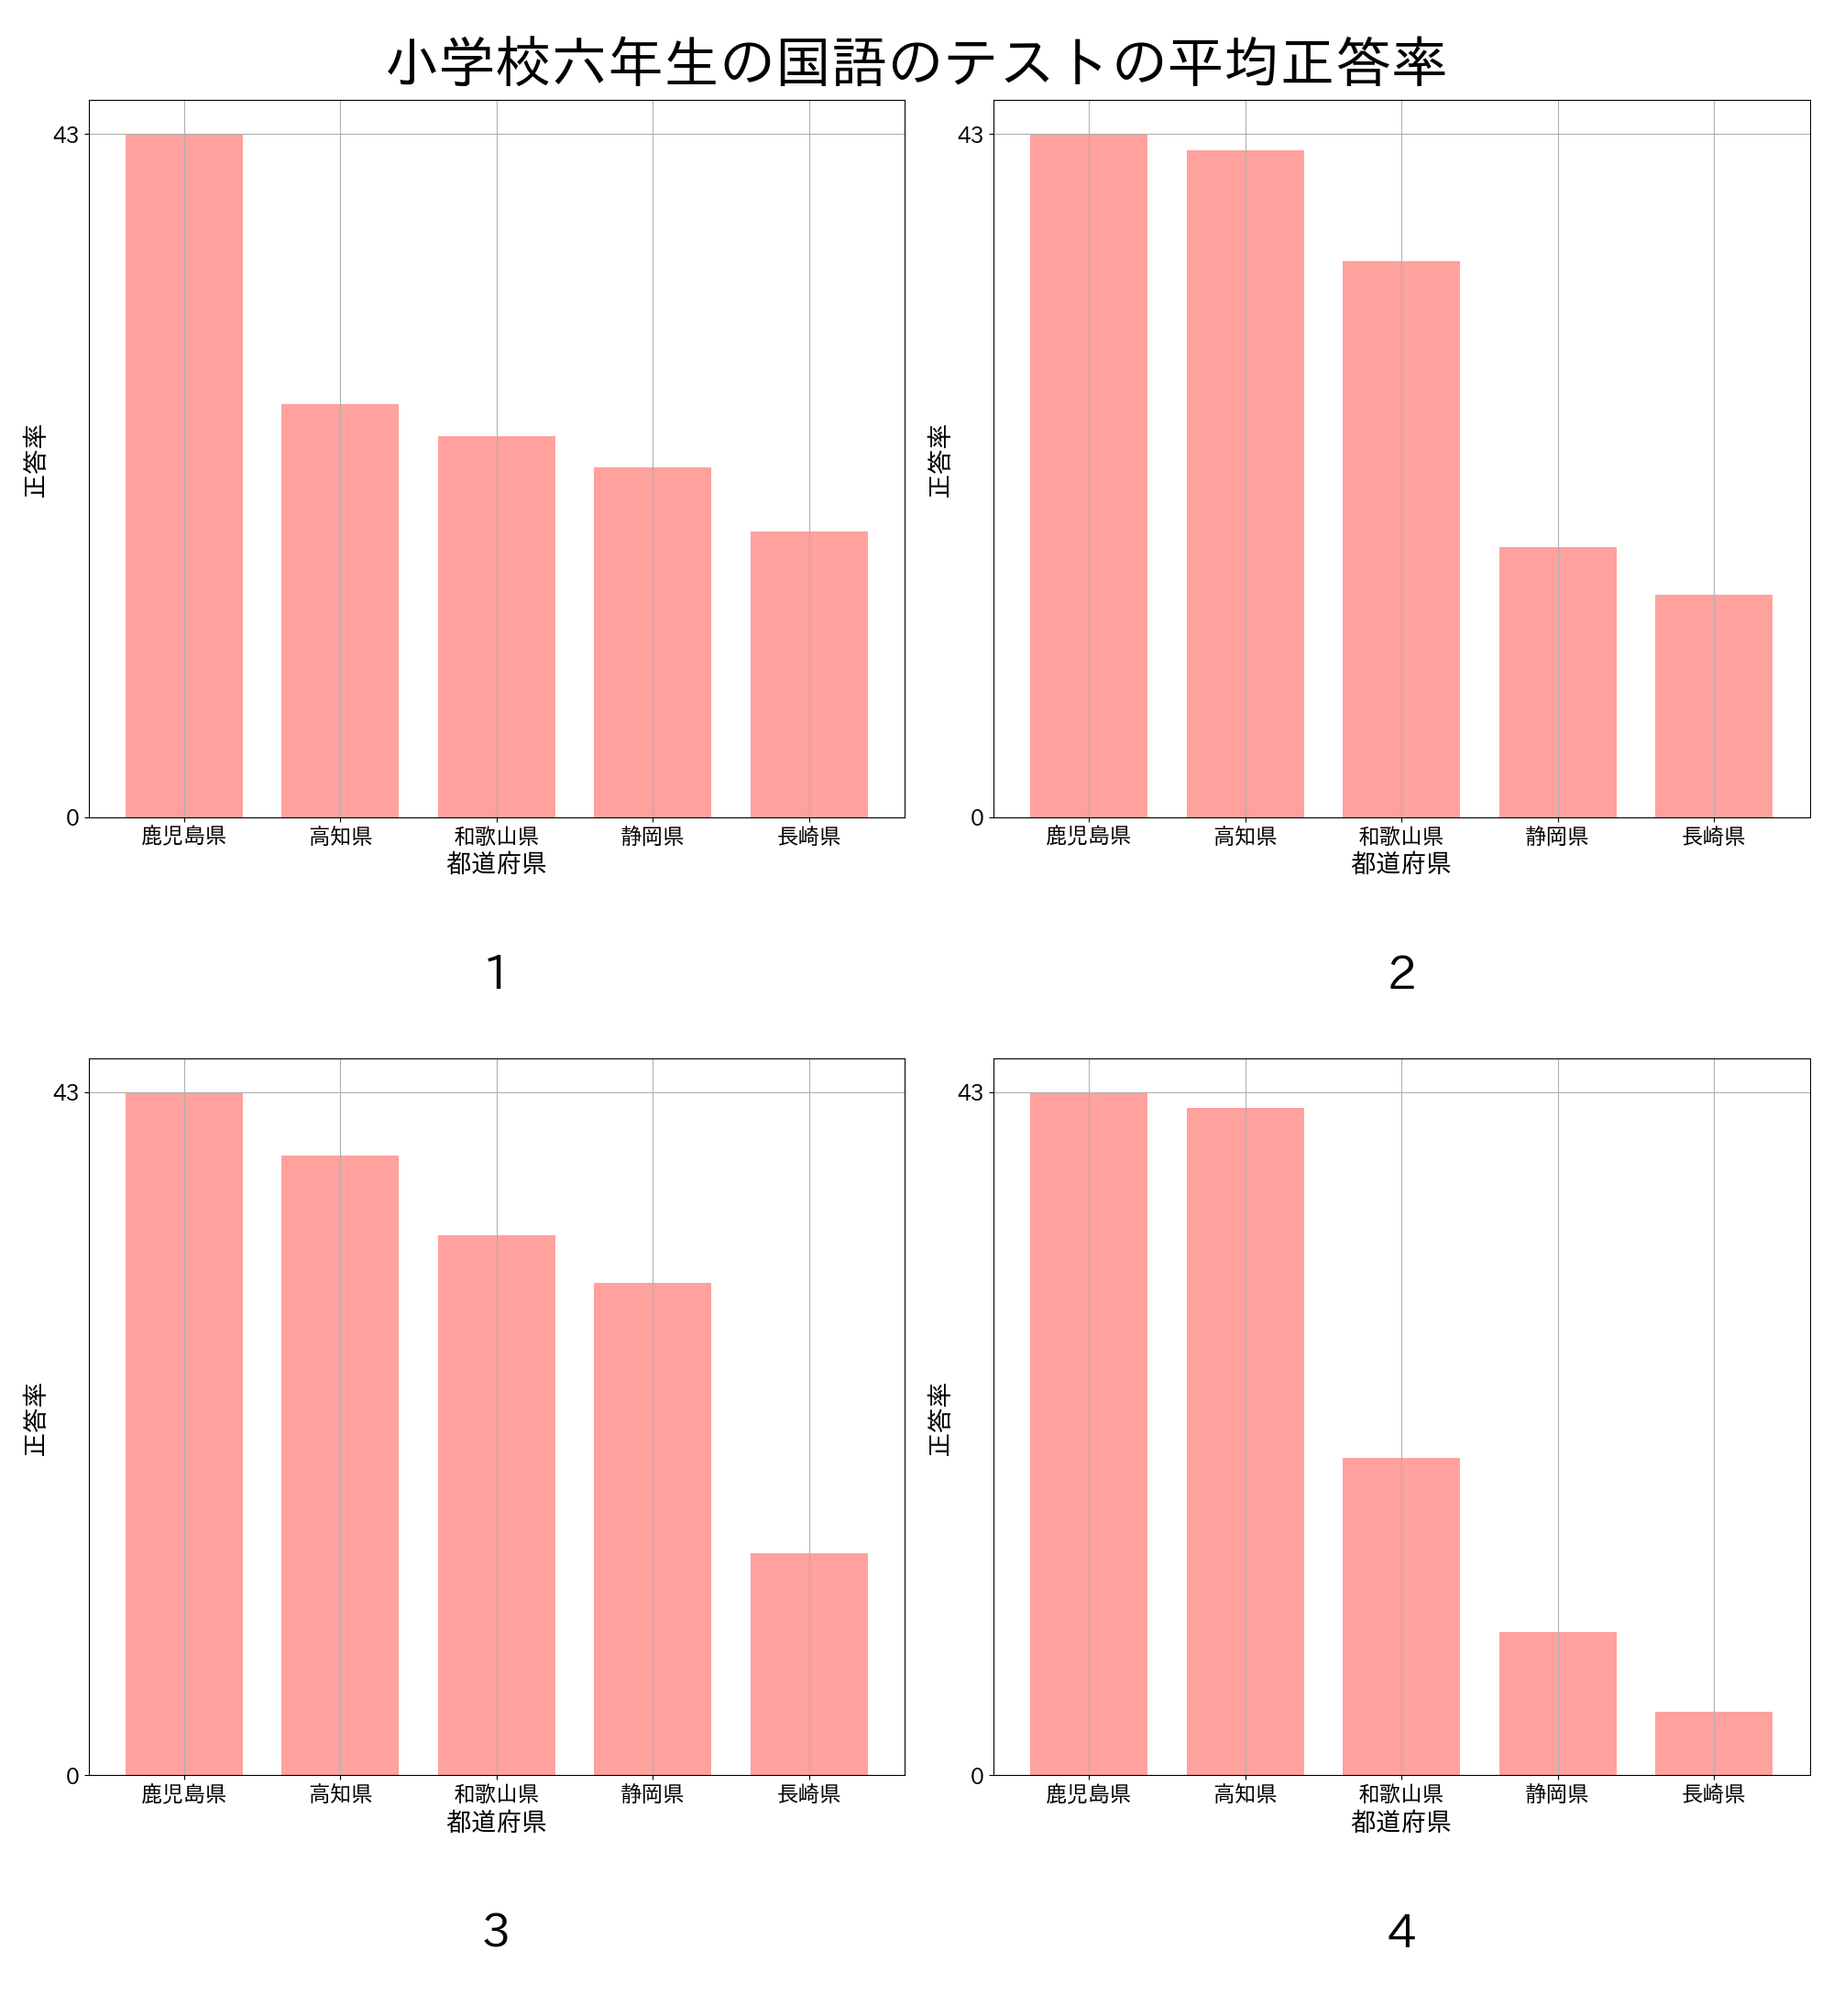 小学校六年生の国語のテストの平均正答率
43
正答率
0
鹿児島県 高知県 和歌山県 静岡県 長崎県
都道府県
1
43
正答率
0
鹿児島県 高知県 和歌山県 静岡県 長崎県
都道府県
2
43
正答率
0
鹿児島県 高知県 和歌山県 静岡県 長崎県
都道府県
3
43
正答率
0
鹿児島県 高知県 和歌山県 静岡県 長崎県
都道府県
4